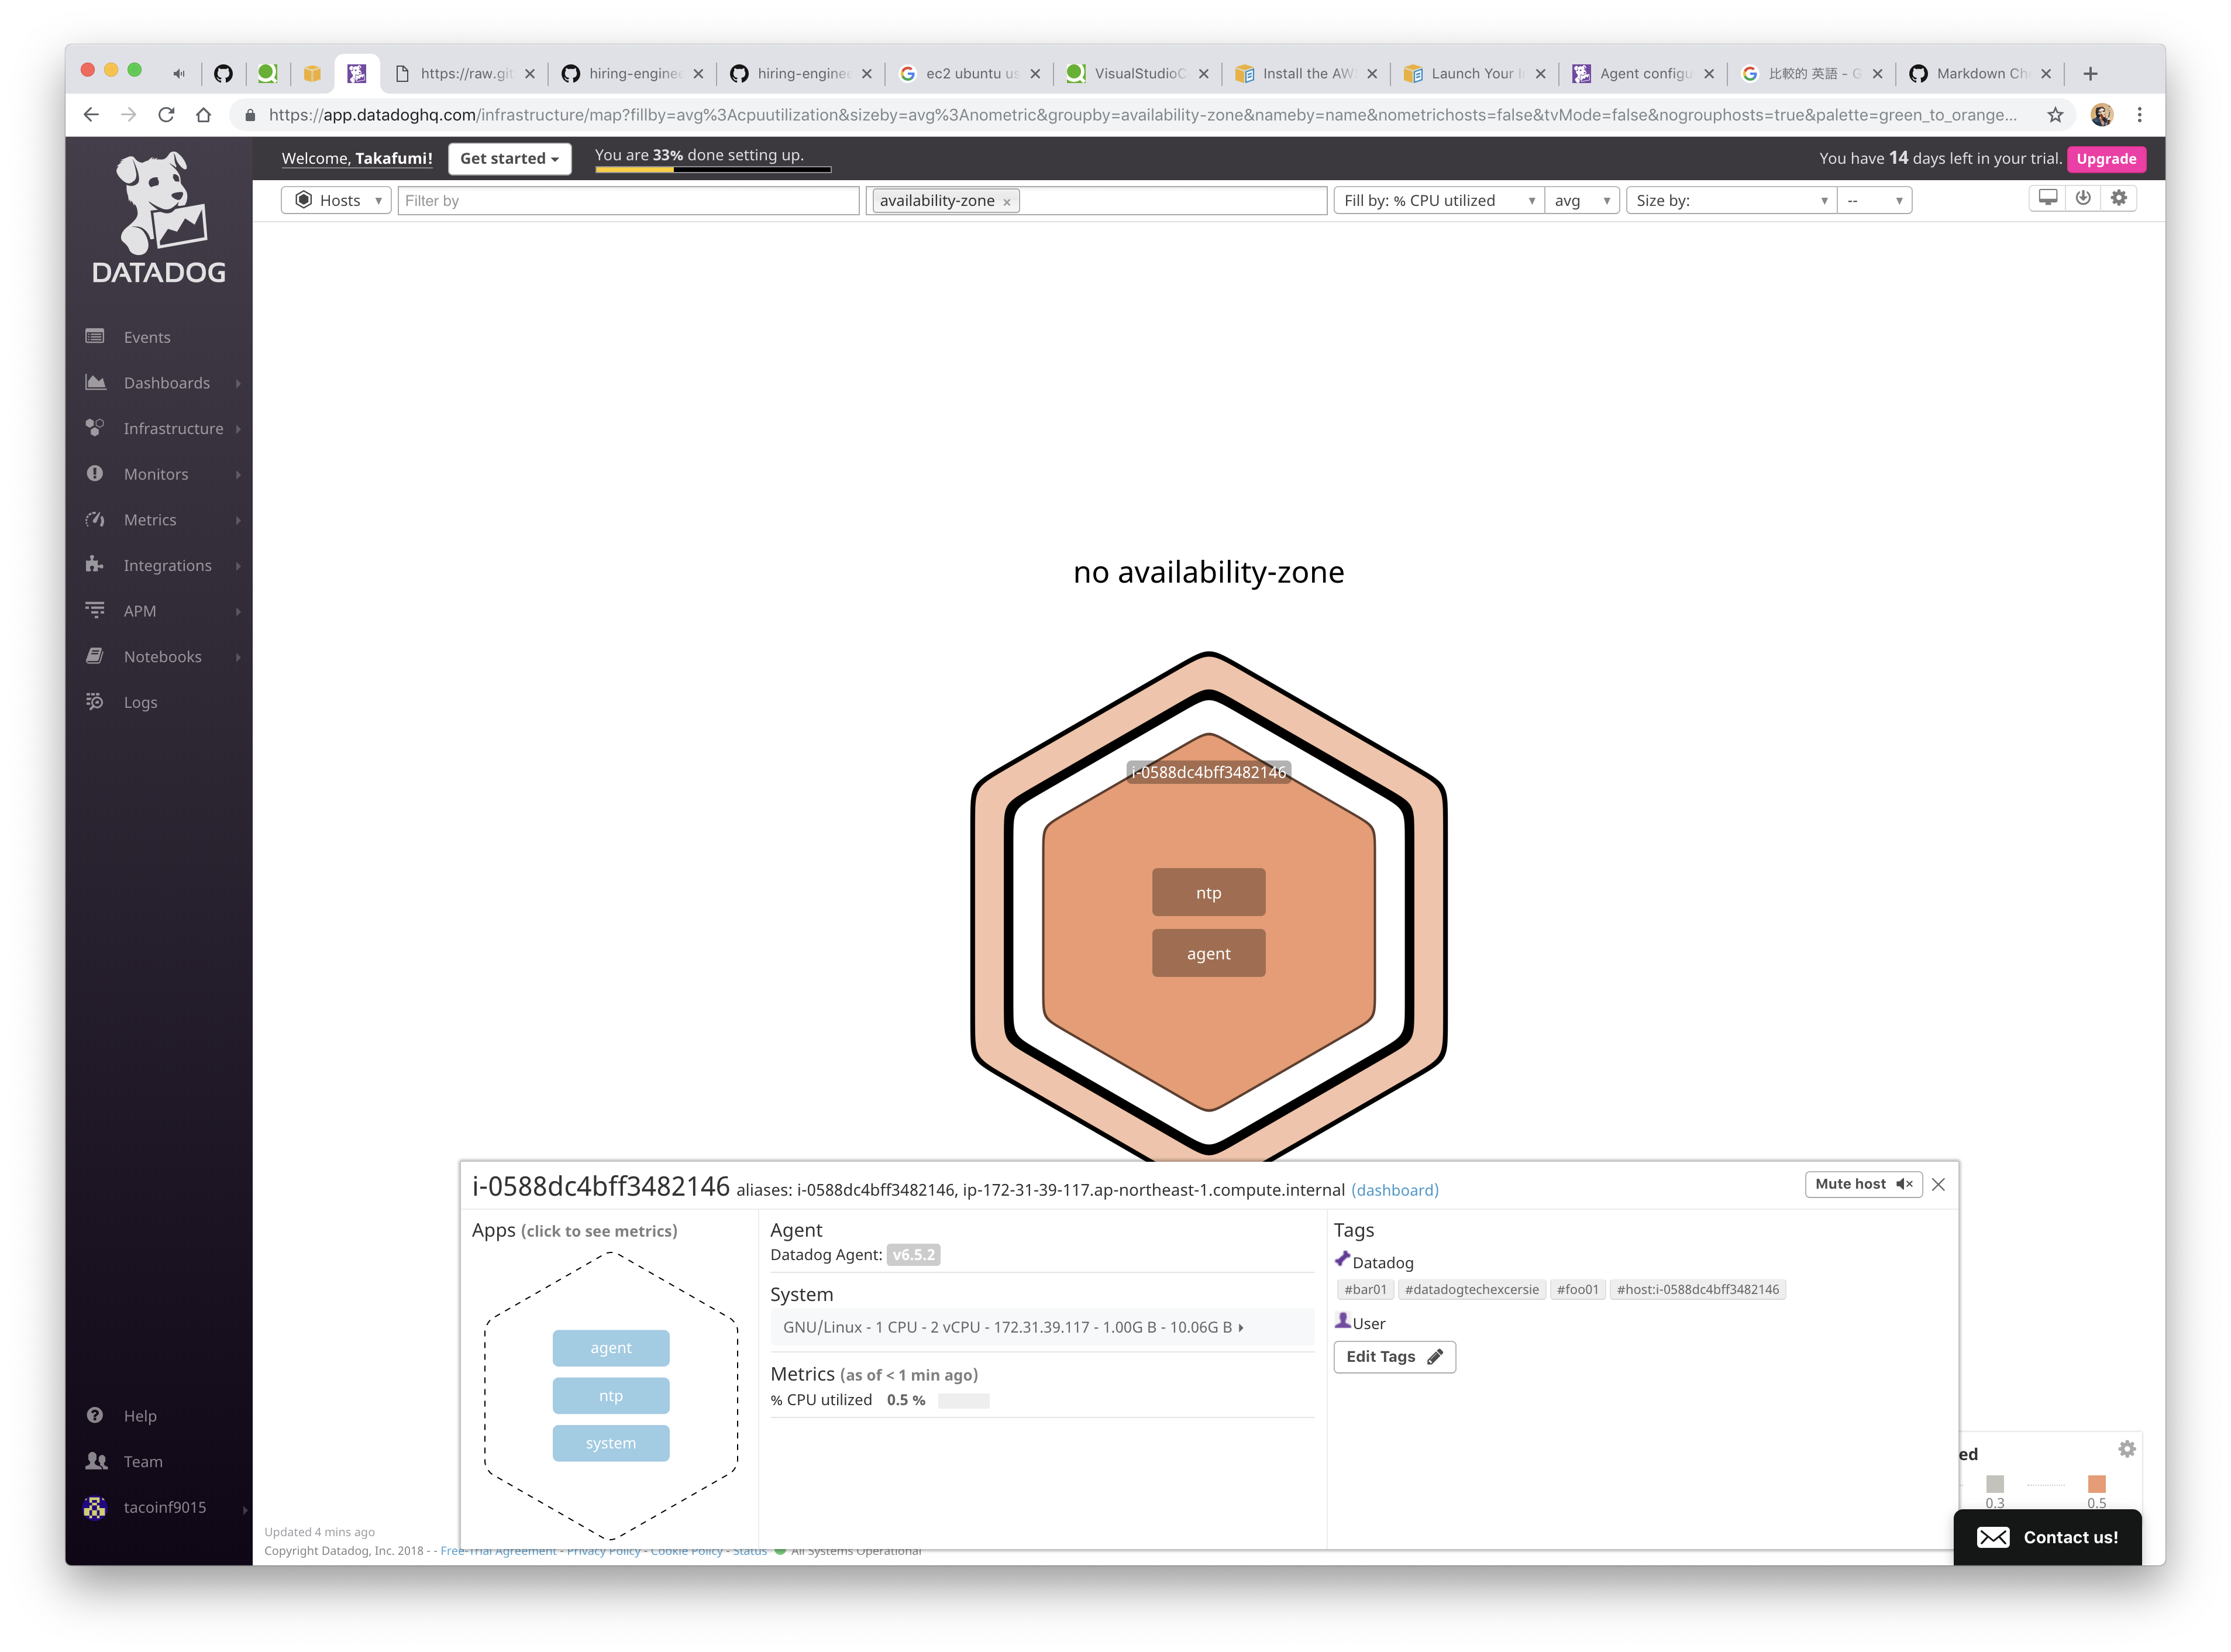 https://raw.git
hiring-enginee
hiring-enginee
ec2 ubuntu us
VisualStudioC
Install the AW
Launch Your I
Agent configu
比較的 英語 - G
Markdown Che
https://app.datadoghq.com/infrastructure/map?fillby=avg%3Acpuutilization&sizeby=avg%3Anometric&groupby=availability-zone&nameby=name&nometrichosts=false&tvMode=false&nogrouphosts=true&palette=green_to_orange...
Welcome, Takafumi!
Get started
You are 33% done setting up.
You have 14 days left in your trial.
Upgrade
Hosts
Filter by
availability-zone ×
Fill by: % CPU utilized
avg
Size by:
--
DATADOG
Events
Dashboards
Infrastructure
Monitors
Metrics
Integrations
APM
Notebooks
Logs
Help
Team
tacoinf9015
no availability-zone
i-0588dc4bff3482146
ntp
agent
i-0588dc4bff3482146 aliases: i-0588dc4bff3482146, ip-172-31-39-117.ap-northeast-1.compute.internal (dashboard)
Mute host
Apps (click to see metrics)
agent
ntp
system
Agent
Datadog Agent: v6.5.2
System
GNU/Linux - 1 CPU - 2 vCPU - 172.31.39.117 - 1.00G B - 10.06G B
Metrics (as of < 1 min ago)
% CPU utilized 0.5 %
Tags
Datadog
#bar01 #datadogtechexcersie #foo01 #host:i-0588dc4bff3482146
User
Edit Tags
ed
0.3
0.5
Contact us!
Updated 4 mins ago
Copyright Datadog, Inc. 2018 - - Free-Trial Agreement - Privacy Policy - Cookie Policy - Status All Systems Operational